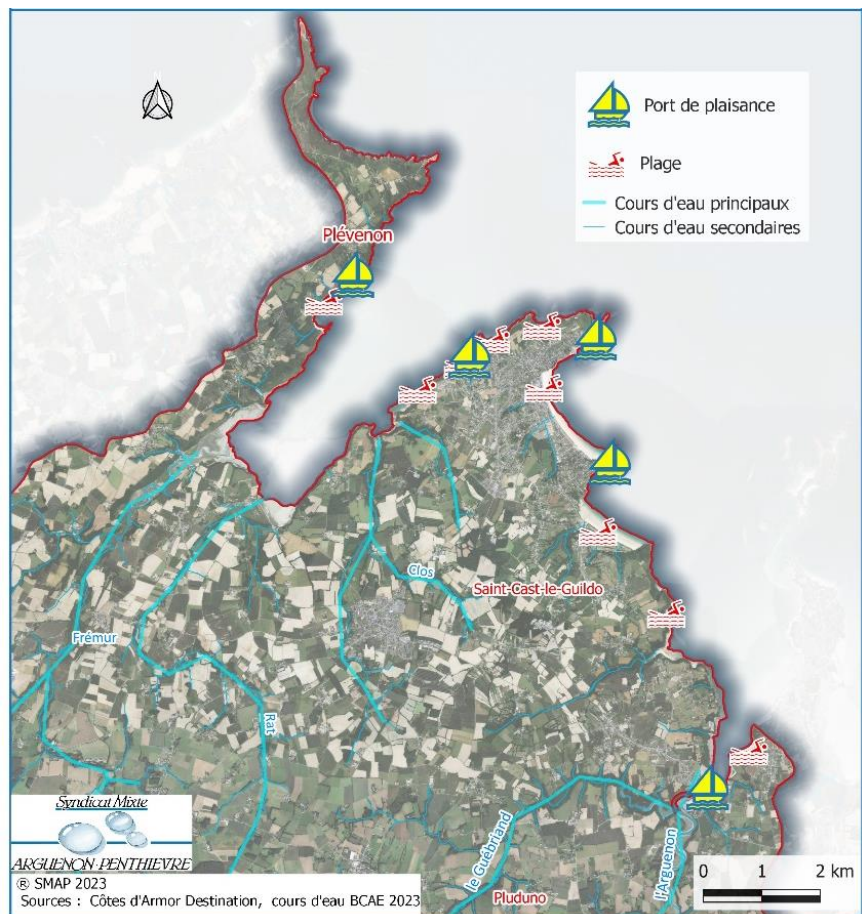 Port de plaisance
Plage
Cours d'eau principaux
Cours d'eau secondaires
Plévenon
Clos
Saint-Cast-le-Guildo
Frémur
Rat
le Guébriand
l'Arguenon
Pluduno
Syndicat Mixte
ARGUENON-PENTHIEVRE
® SMAP 2023
Sources : Côtes d'Armor Destination, cours d'eau BCAE 2023
0 1 2 km